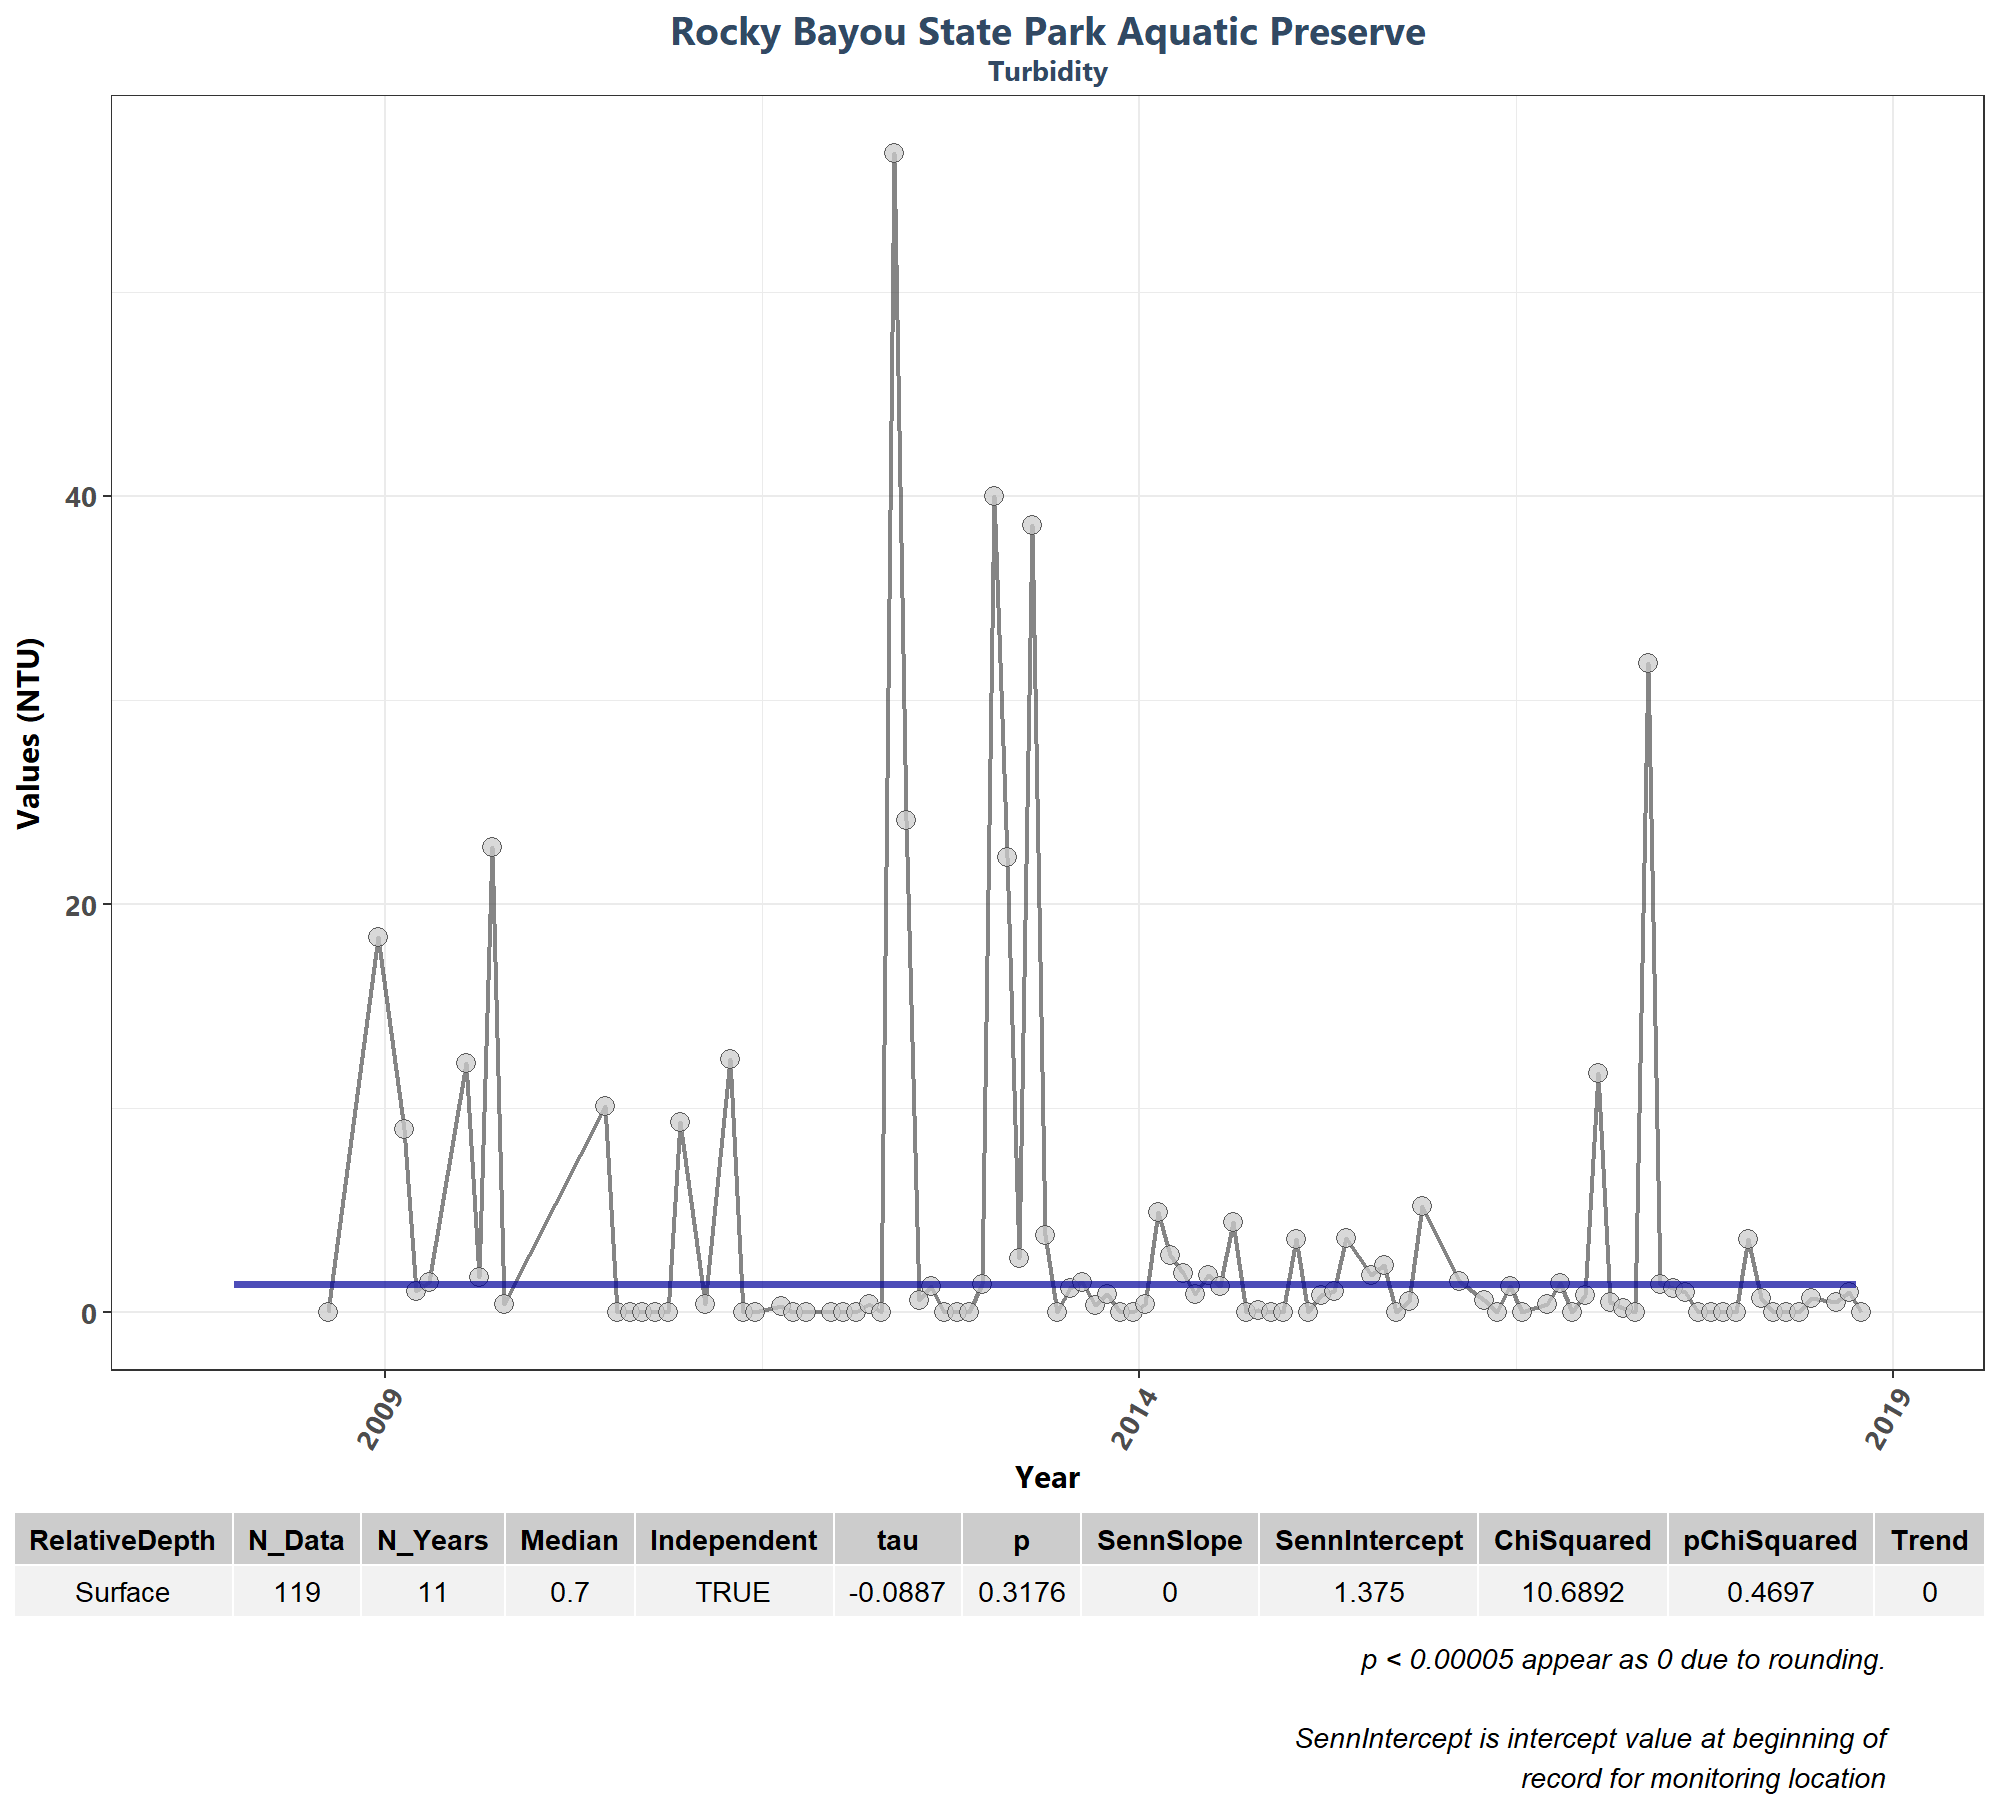 Rocky Bayou State Park Aquatic Preserve
Turbidity
Values (NTU)
40
20
0
2009 2014 2019
Year
RelativeDepth N_Data N_Years Median Independent tau p SennSlope SennIntercept ChiSquared pChiSquared Trend
Surface 119 11 0.7 TRUE -0.0887 0.3176 0 1.375 10.6892 0.4697 0
p < 0.00005 appear as 0 due to rounding.
SennIntercept is intercept value at beginning of
record for monitoring location